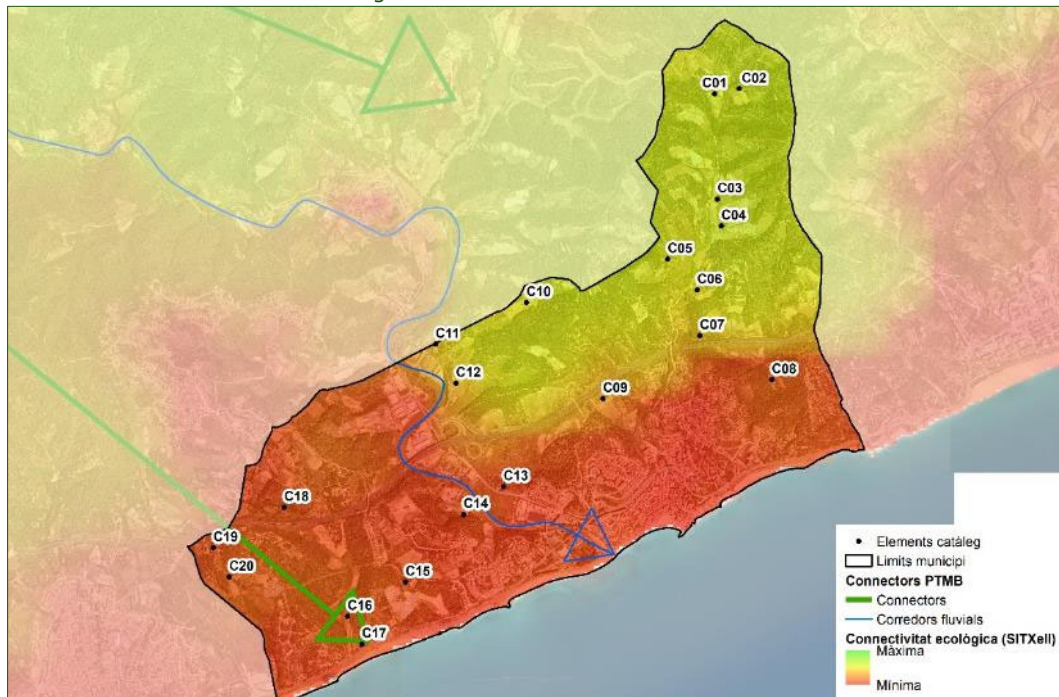 C01
C02
C03
C04
C05
C06
C07
C08
C09
C10
C11
C12
C13
C14
C15
C16
C17
C18
C19
C20
Elements catàleg
Límits municipi
Connectors PTMB
Connectors
Corredors fluvials
Connectivitat ecológica (SITXell)
Màxima
Mínima